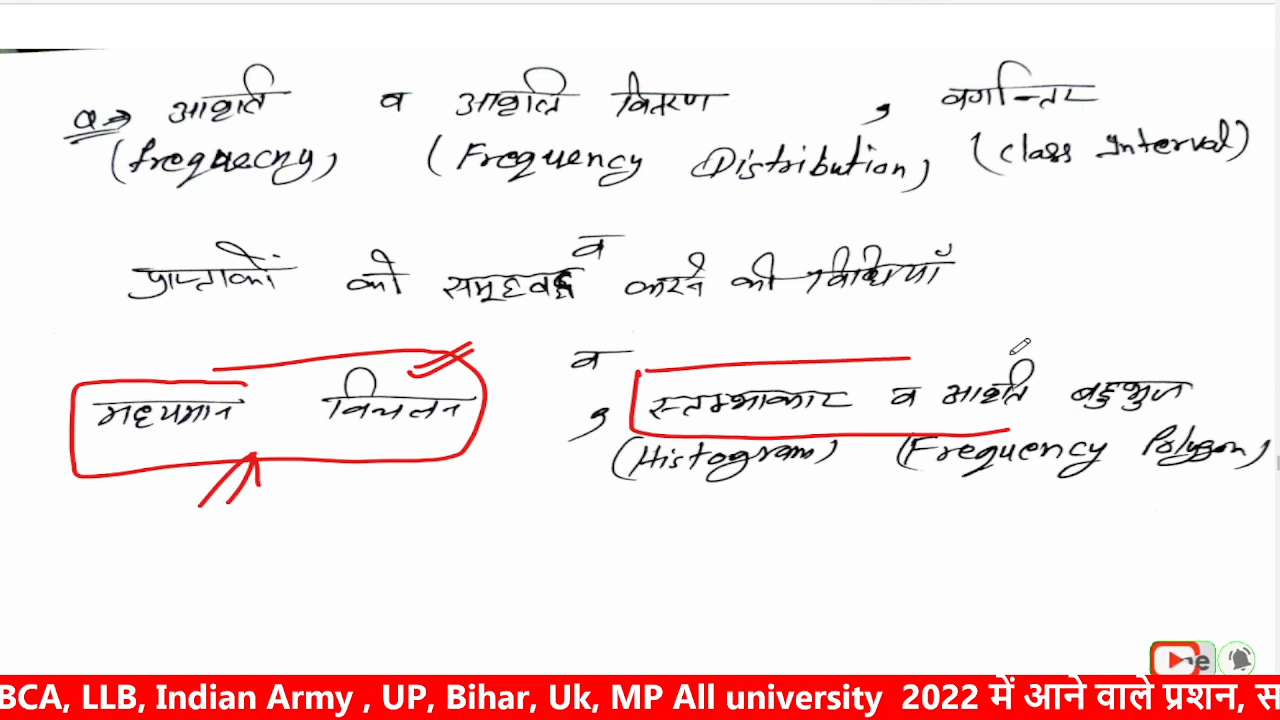 Q→ आवृति व आवृति वितरण , वर्गान्तर
(frequecny) (Frequency Distribution) (class Interval)
व
प्राप्तांकों को समूहबद्ध करने की विधियाँ
मध्यमान विचलन , व स्तम्भाकार व आवृति बहुभुज
(Histogram) (Frequency Polygon)
BCA, LLB, Indian Army , UP, Bihar, Uk, MP All university 2022 में आने वाले प्रशन, स